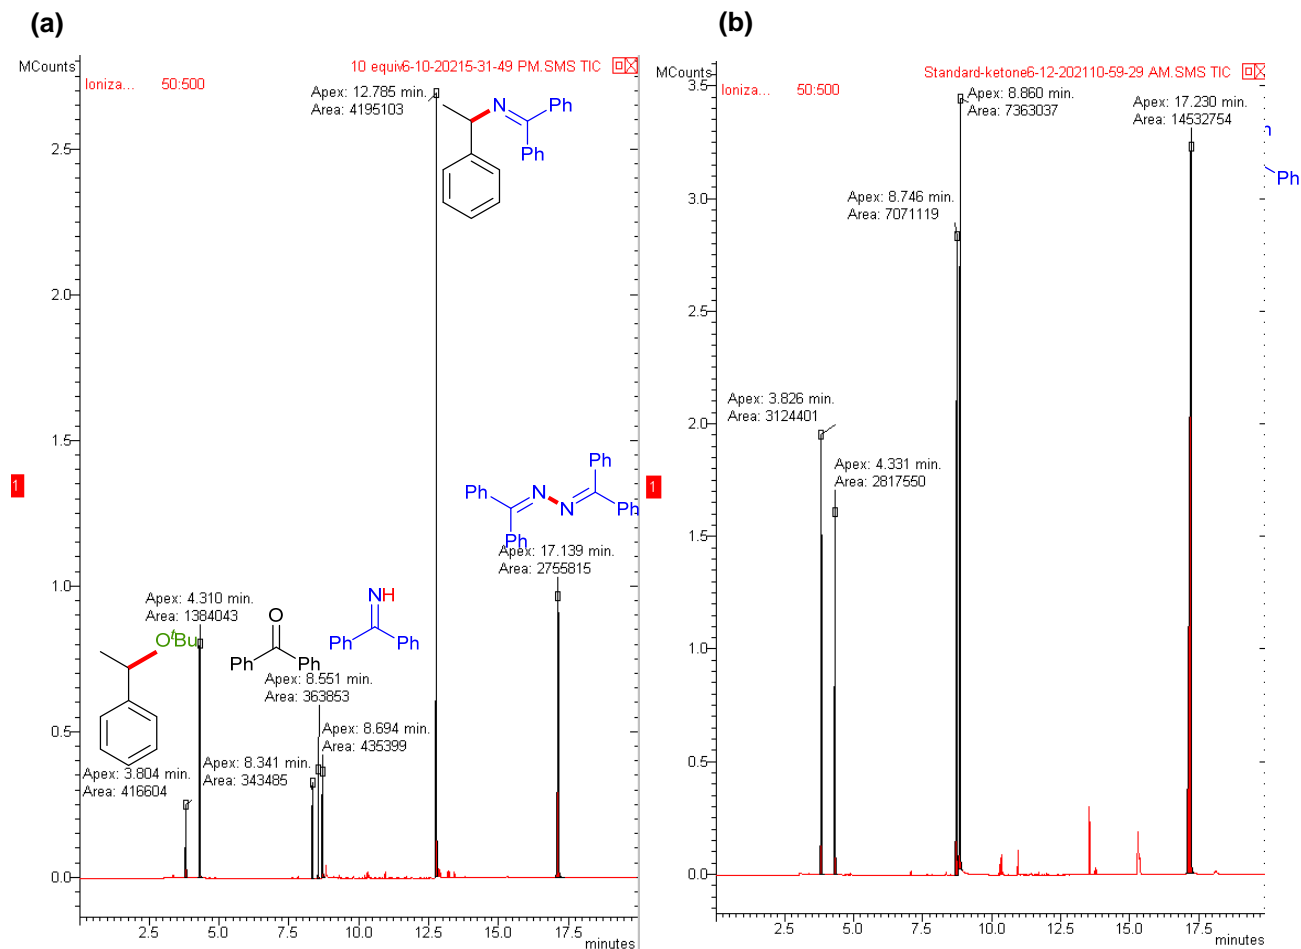 (a)
MCounts
10 equiv6-10-20215-31-49 PM.SMS TIC
Ioniza... 50:500
Apex: 12.785 min.
Area: 4195103
N
Ph
Ph
2.5
2.0
1.5
1
Ph
Ph
N
N
Ph
Ph
Apex: 17.139 min.
Area: 2755815
1.0
Apex: 4.310 min.
Area: 1384043
OtBu
O
Ph
Ph
NH
Ph
Ph
Apex: 8.551 min.
Area: 363853
Apex: 8.694 min.
Area: 435399
0.5
Apex: 3.804 min.
Area: 416604
Apex: 8.341 min.
Area: 343485
0.0
2.5
5.0
7.5
10.0
12.5
15.0
17.5
minutes
(b)
MCounts
Standard-ketone6-12-202110-59-29 AM.SMS TIC
Ioniza... 50:500
3.5
Apex: 8.860 min.
Area: 7363037
Apex: 17.230 min.
Area: 14532754
Ph
3.0
Apex: 8.746 min.
Area: 7071119
2.5
Apex: 3.826 min.
Area: 3124401
2.0
Apex: 4.331 min.
Area: 2817550
1
1.5
1.0
0.5
0.0
2.5
5.0
7.5
10.0
12.5
15.0
17.5
minutes